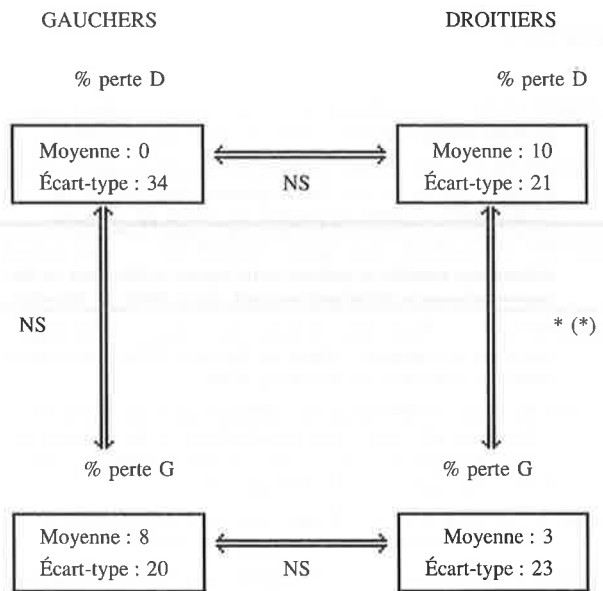 GAUCHERS DROITIERS
% perte D % perte D
Moyenne : 0 Moyenne : 10
Écart-type : 34 NS Écart-type : 21
NS * (*)
% perte G % perte G
Moyenne : 8 Moyenne : 3
Écart-type : 20 NS Écart-type : 23